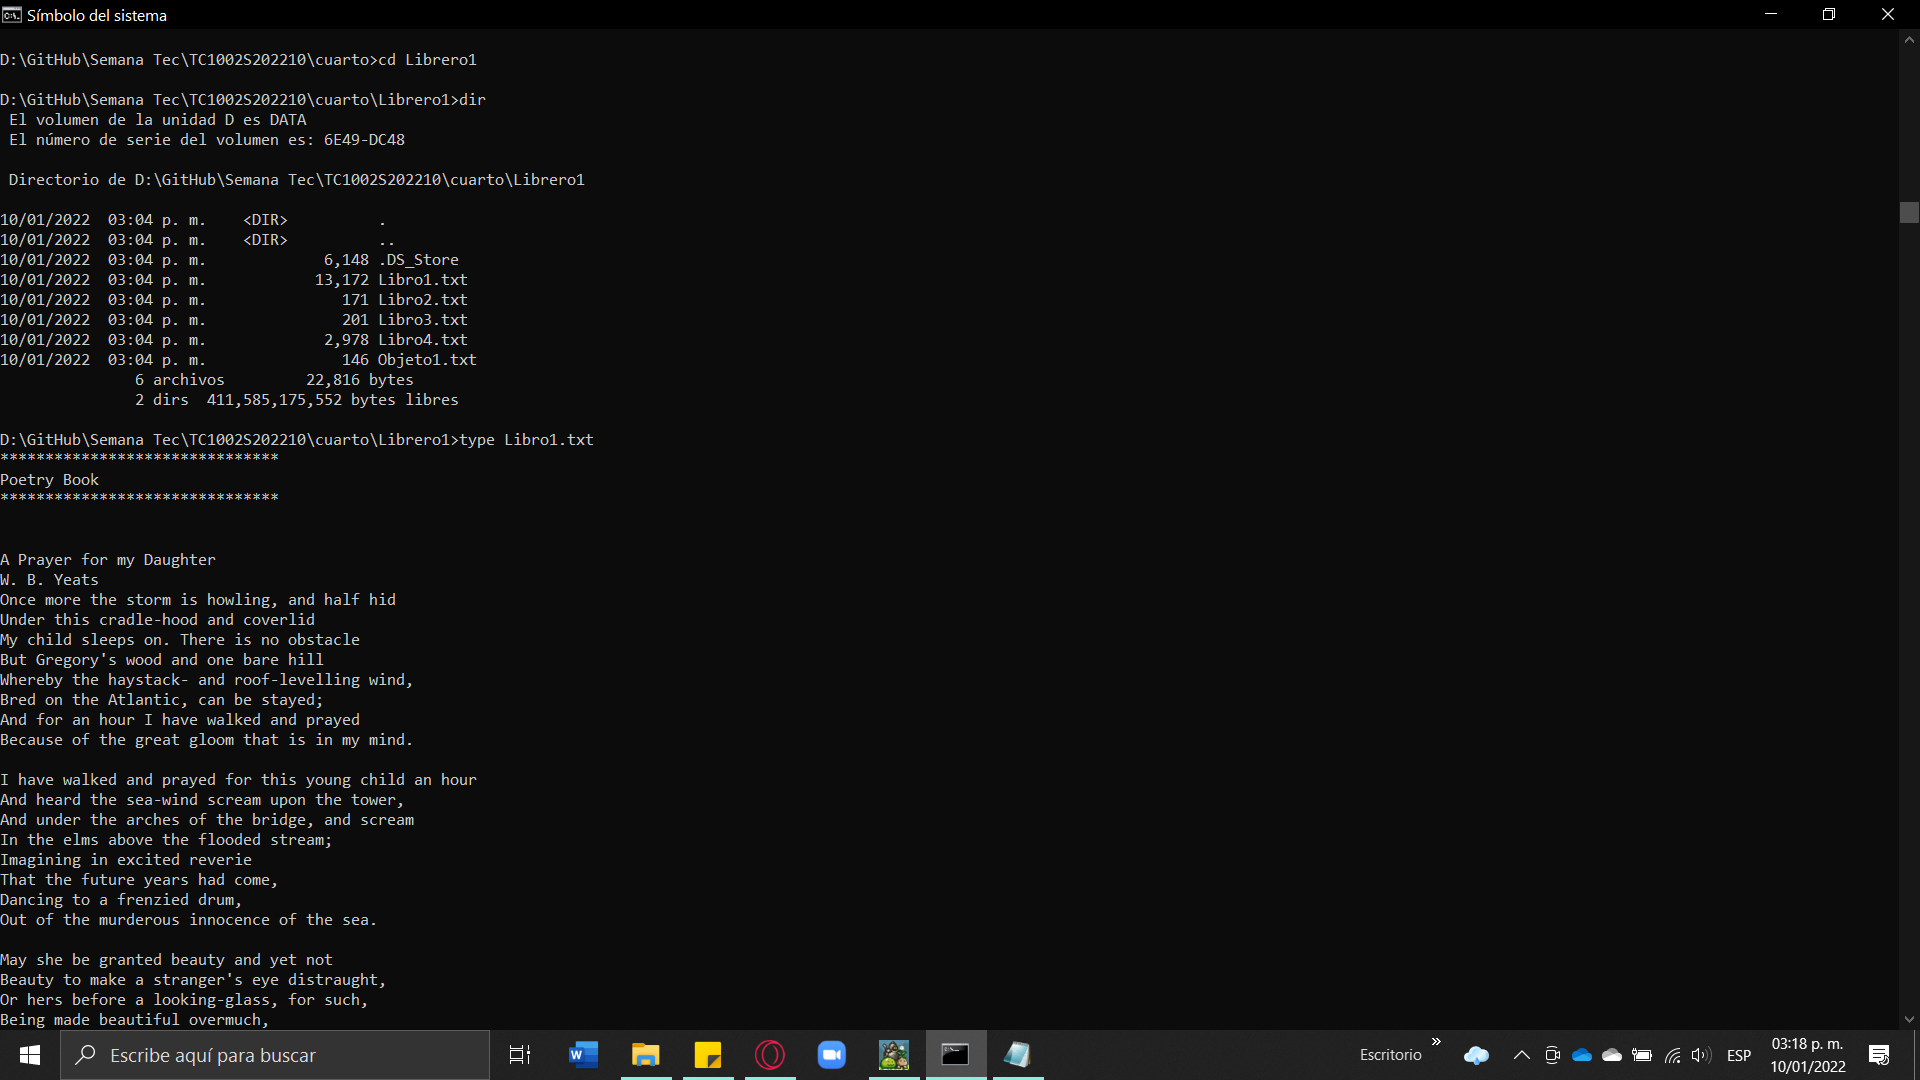 Símbolo del sistema
D:\GitHub\Semana Tec\TC1002S202210\cuarto>cd Librero1
D:\GitHub\Semana Tec\TC1002S202210\cuarto\Librero1>dir
El volumen de la unidad D es DATA
El número de serie del volumen es: 6E49-DC48
Directorio de D:\GitHub\Semana Tec\TC1002S202210\cuarto\Librero1
10/01/2022  03:04 p. m.    <DIR>          .
10/01/2022  03:04 p. m.    <DIR>          ..
10/01/2022  03:04 p. m.             6,148 .DS_Store
10/01/2022  03:04 p. m.            13,172 Libro1.txt
10/01/2022  03:04 p. m.               171 Libro2.txt
10/01/2022  03:04 p. m.               201 Libro3.txt
10/01/2022  03:04 p. m.             2,978 Libro4.txt
10/01/2022  03:04 p. m.               146 Objeto1.txt
6 archivos         22,816 bytes
2 dirs  411,585,175,552 bytes libres
D:\GitHub\Semana Tec\TC1002S202210\cuarto\Librero1>type Libro1.txt
*******************************
Poetry Book
*******************************
A Prayer for my Daughter
W. B. Yeats
Once more the storm is howling, and half hid
Under this cradle-hood and coverlid
My child sleeps on. There is no obstacle
But Gregory's wood and one bare hill
Whereby the haystack- and roof-levelling wind,
Bred on the Atlantic, can be stayed;
And for an hour I have walked and prayed
Because of the great gloom that is in my mind.
I have walked and prayed for this young child an hour
And heard the sea-wind scream upon the tower,
And under the arches of the bridge, and scream
In the elms above the flooded stream;
Imagining in excited reverie
That the future years had come,
Dancing to a frenzied drum,
Out of the murderous innocence of the sea.
May she be granted beauty and yet not
Beauty to make a stranger's eye distraught,
Or hers before a looking-glass, for such,
Being made beautiful overmuch,
Escribe aquí para buscar
Escritorio
ESP
03:18 p. m.
10/01/2022